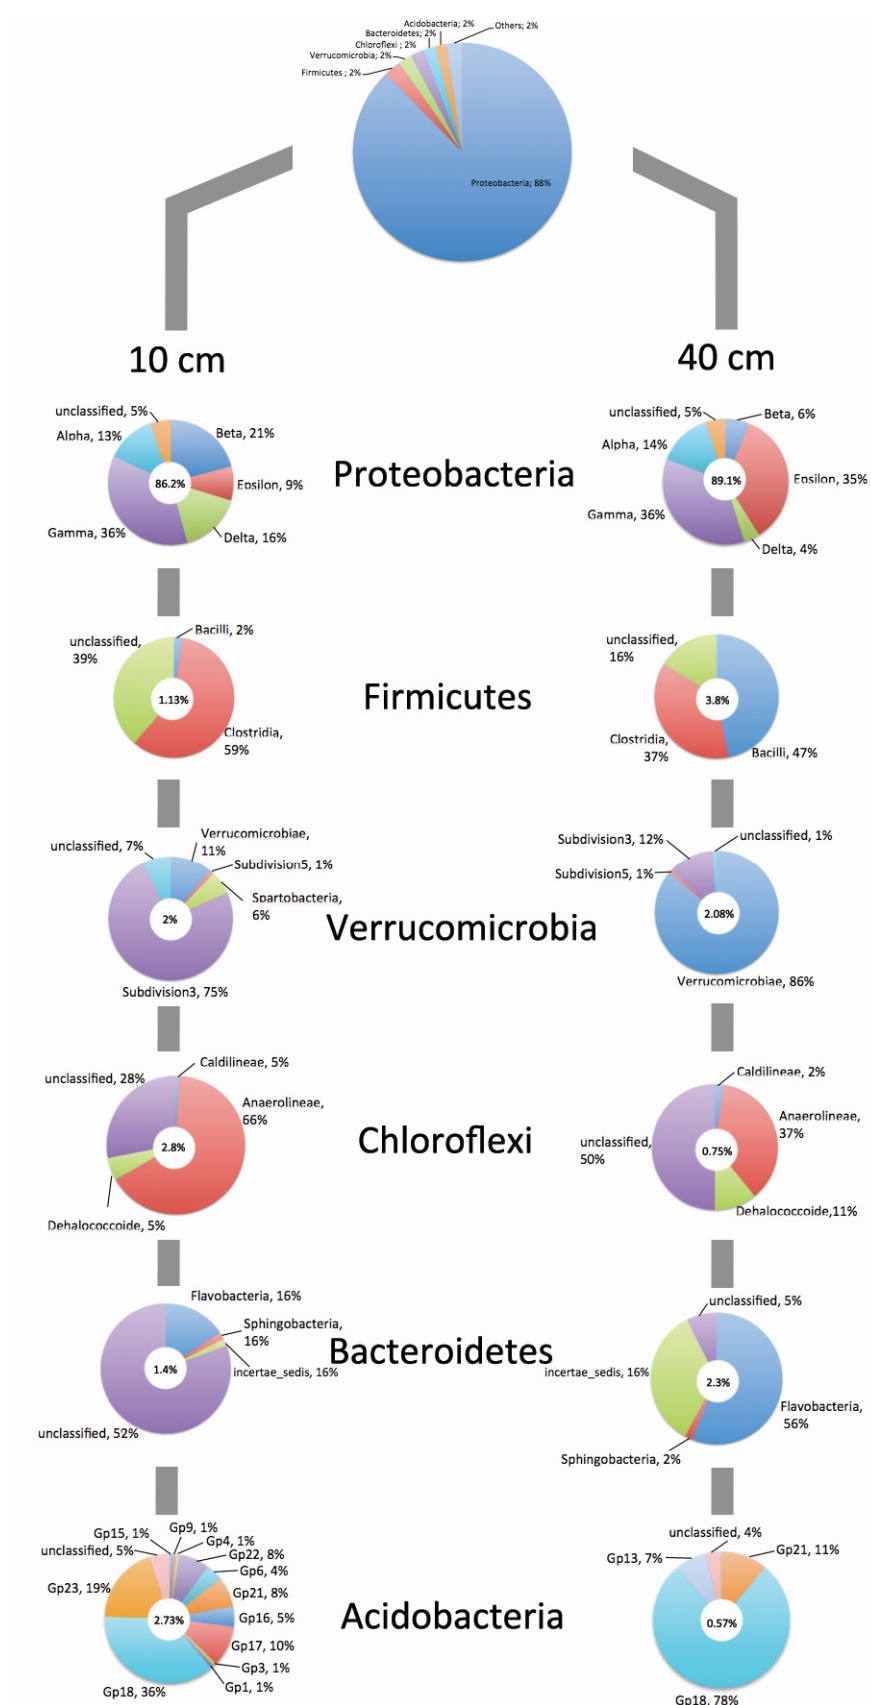 Acidobacteria; 2%
Others; 2%
Bacteroidetes; 2%
Chloroflexi ; 2%
Verrucomicrobia; 2%
Firmicutes ; 2%
Proteobacteria; 88%
10 cm
40 cm
unclassified, 5%
Alpha, 13%
Beta, 21%
86.2%
Epsilon, 9%
Gamma, 36%
Delta, 16%
Proteobacteria
unclassified, 5%
Beta, 6%
Alpha, 14%
89.1%
Epsilon, 35%
Gamma, 36%
Delta, 4%
unclassified,
39%
Bacilli, 2%
1.13%
Clostridia,
59%
Firmicutes
unclassified,
16%
3.8%
Clostridia,
37%
Bacilli, 47%
unclassified, 7%
Verrucomicrobiae,
11%
Subdivision5, 1%
Spartobacteria,
6%
2%
Subdivision3, 75%
Verrucomicrobia
Subdivision3, 12%
unclassified, 1%
Subdivision5, 1%
2.08%
Verrucomicrobiae, 86%
unclassified, 28%
Caldilineae, 5%
Anaerolineae,
66%
2.8%
Dehalococcoide, 5%
Chloroflexi
Caldilineae, 2%
Anaerolineae,
37%
unclassified,
50%
0.75%
Dehalococcoide,11%
Flavobacteria, 16%
Sphingobacteria,
16%
1.4%
incertae_sedis, 16%
unclassified, 52%
Bacteroidetes
unclassified, 5%
incertae_sedis, 16%
2.3%
Flavobacteria,
56%
Sphingobacteria, 2%
Gp15, 1%
Gp9, 1%
Gp4, 1%
unclassified, 5%
Gp22, 8%
Gp6, 4%
Gp23, 19%
Gp21, 8%
2.73%
Gp16, 5%
Gp17, 10%
Gp3, 1%
Gp1, 1%
Gp18, 36%
Acidobacteria
unclassified, 4%
Gp13, 7%
Gp21, 11%
0.57%
Gp18, 78%